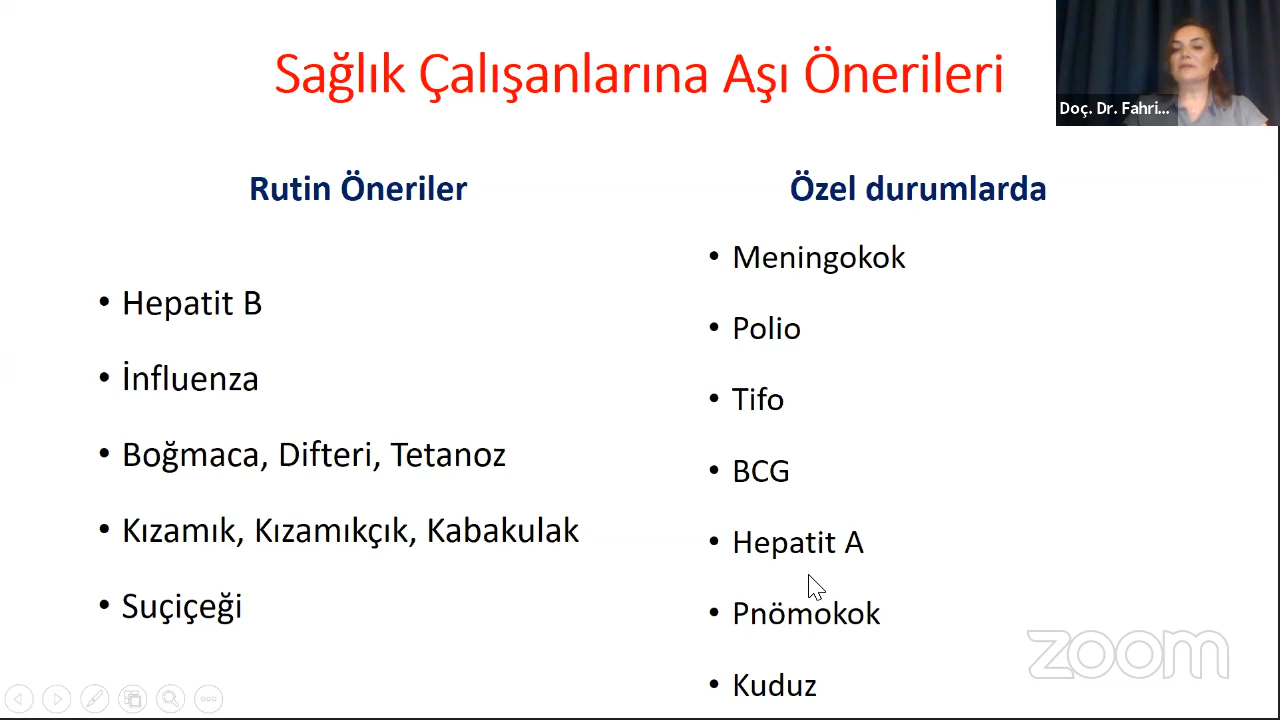 Sağlık Çalışanlarına Aşı Önerileri
Doç. Dr. Fahri...
Rutin Öneriler
• Hepatit B
• İnfluenza
• Boğmaca, Difteri, Tetanoz
• Kızamık, Kızamıkçık, Kabakulak
• Suçiçeği
Özel durumlarda
• Meningokok
• Polio
• Tifo
• BCG
• Hepatit A
• Pnömokok
• Kuduz
zoom